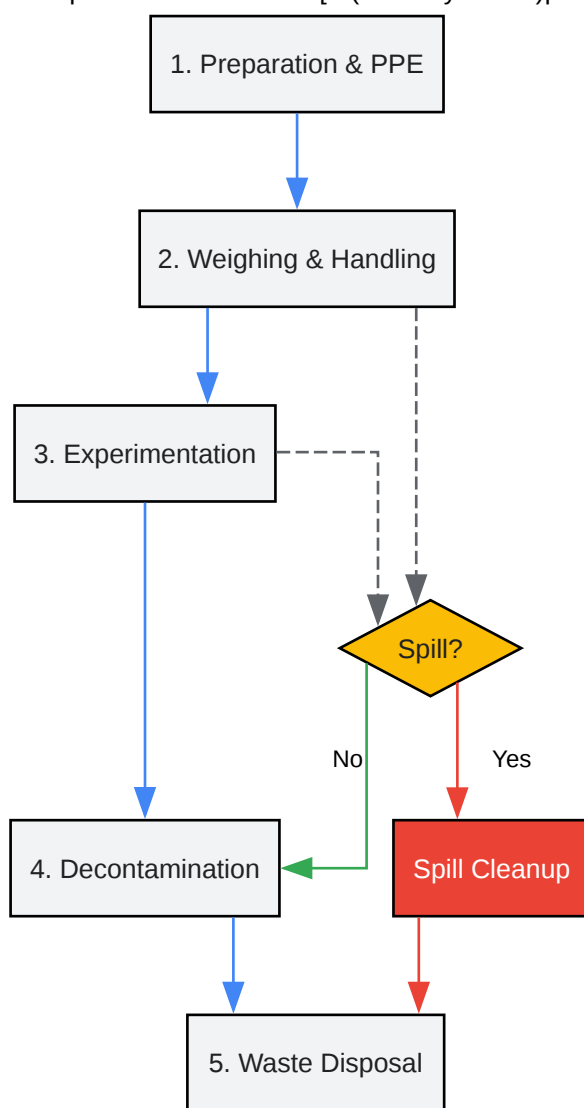 1. Preparation & PPE
2. Weighing & Handling
3. Experimentation
Spill?
No
Yes
4. Decontamination
Spill Cleanup
5. Waste Disposal